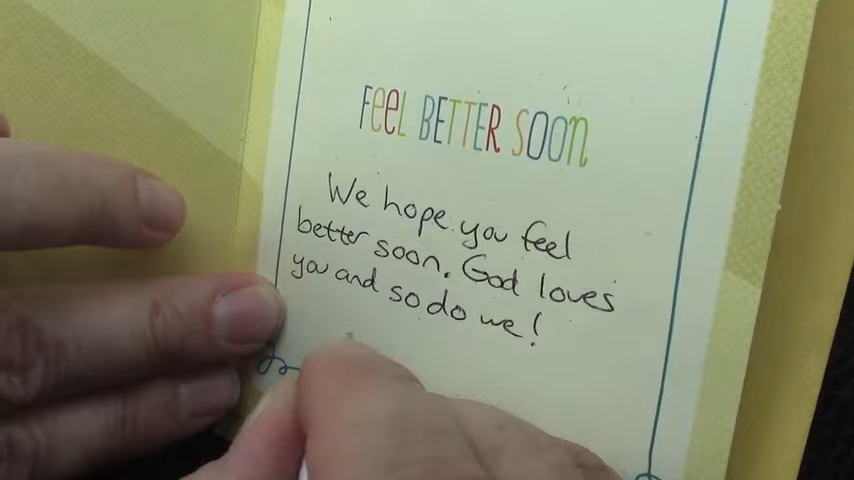 FeeL BETTER SOOn
We hope you feel
better soon. God loves
you and so do we!